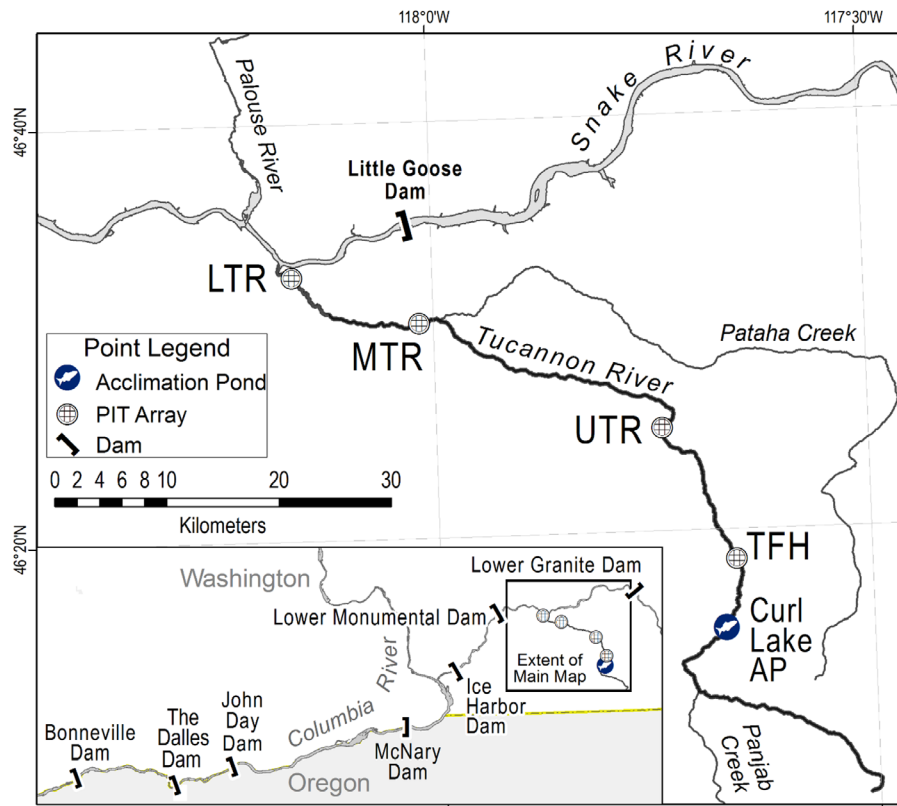 118°0'W
117°30'W
46°40'N
46°20'N
Palouse River
Snake River
Little Goose
Dam
LTR
MTR
Tucannon River
Pataha Creek
UTR
TFH
Curl
Lake
AP
Panjab
Creek
Point Legend
Acclimation Pond
PIT Array
Dam
0 2 4 6 8 10 20 30
Kilometers
Washington
Lower Granite Dam
Lower Monumental Dam
Extent of
Main Map
Columbia River
Ice
Harbor
Dam
John
Day
Dam
The
Dalles
Dam
Bonneville
Dam
McNary
Dam
Oregon